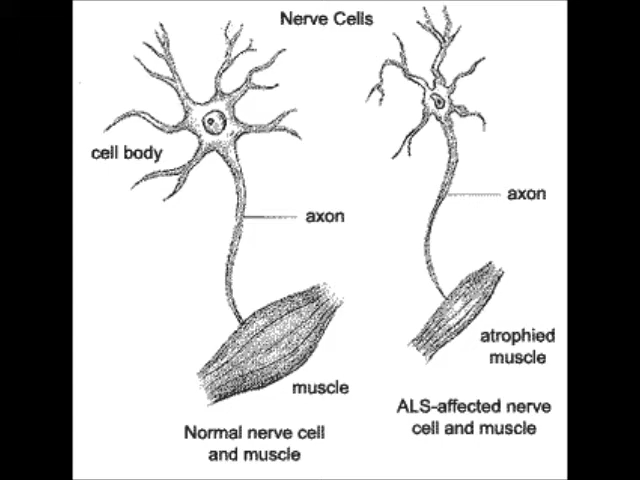 Nerve Cells
cell body
axon
muscle
Normal nerve cell
and muscle
axon
atrophied
muscle
ALS-affected nerve
cell and muscle